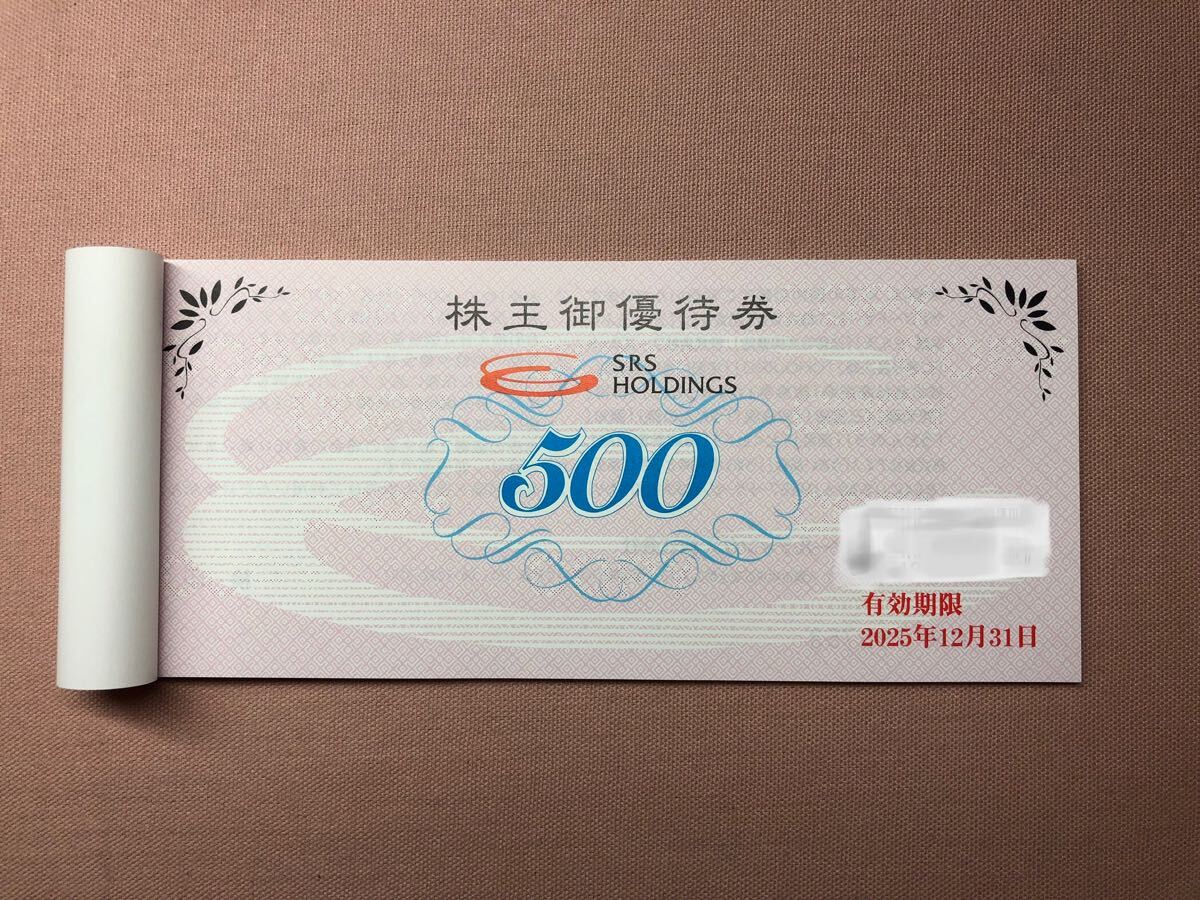 株主御優待券
SRS
HOLDINGS
500
有効期限
2025年12月31日